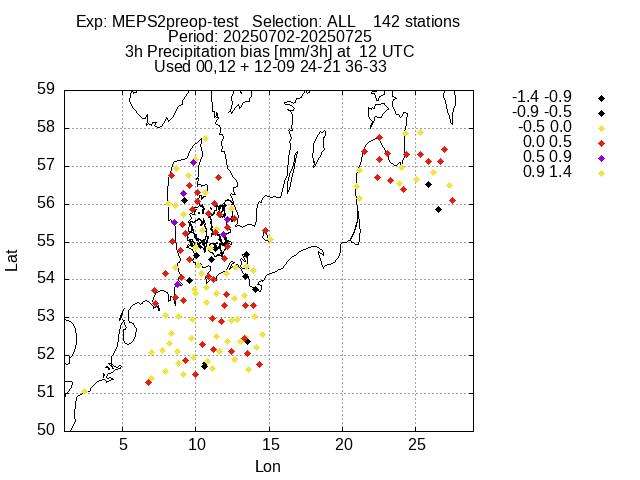 Exp: MEPS2preop-test   Selection: ALL    142 stations
Period: 20250702-20250725
3h Precipitation bias [mm/3h] at  12 UTC
Used 00,12 + 12-09 24-21 36-33
59
58
57
56
55
54
53
52
51
50
Lat
5 10 15 20 25
Lon
-1.4 -0.9
-0.9 -0.5
-0.5 0.0
0.0 0.5
0.5 0.9
0.9 1.4